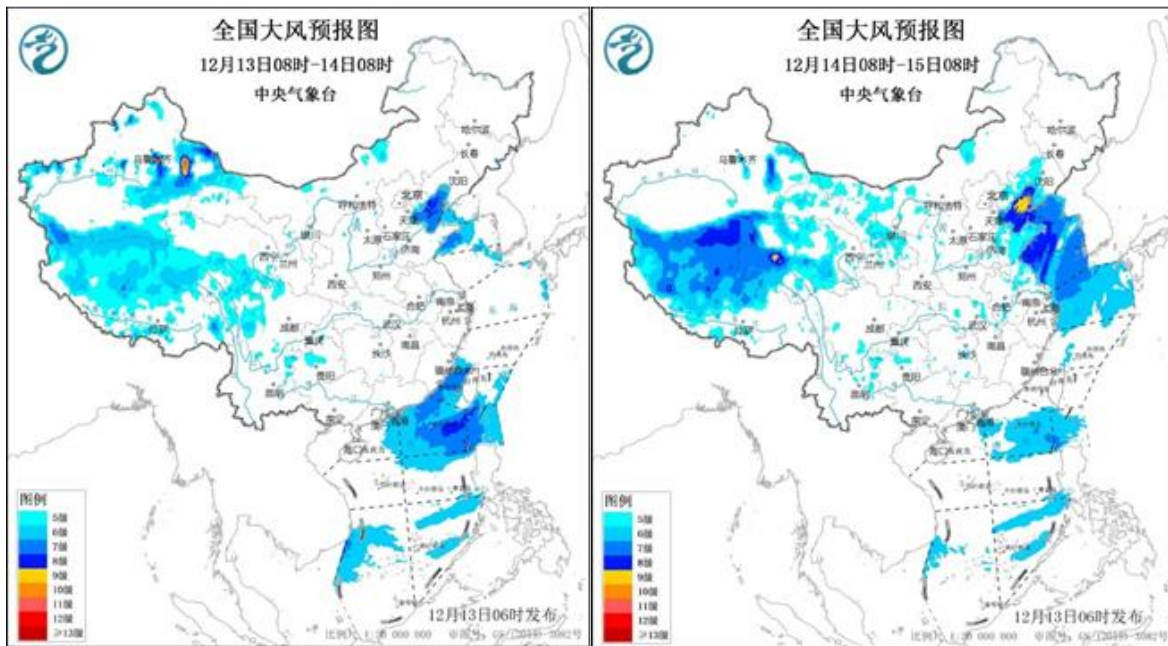 全国大风预报图
12月13日08时-14日08时
中央气象台
哈尔滨
长春
沈阳
乌鲁木齐
北京
天津
呼和浩特
银川
太原
石家庄
济南
西宁
兰州
郑州
西安
合肥
南京
上海
杭州
武汉
成都
重庆
拉萨
南昌
长沙
贵阳
昆明
南宁
海口
图例
5级
6级
7级
8级
9级
10级
11级
12级
≥13级
12月13日06时发布
全国大风预报图
12月14日08时-15日08时
中央气象台
哈尔滨
长春
沈阳
乌鲁木齐
北京
天津
呼和浩特
银川
太原
石家庄
济南
西宁
兰州
郑州
西安
合肥
南京
上海
杭州
武汉
成都
重庆
拉萨
南昌
长沙
贵阳
昆明
南宁
海口
图例
5级
6级
7级
8级
9级
10级
11级
12级
≥13级
12月13日06时发布